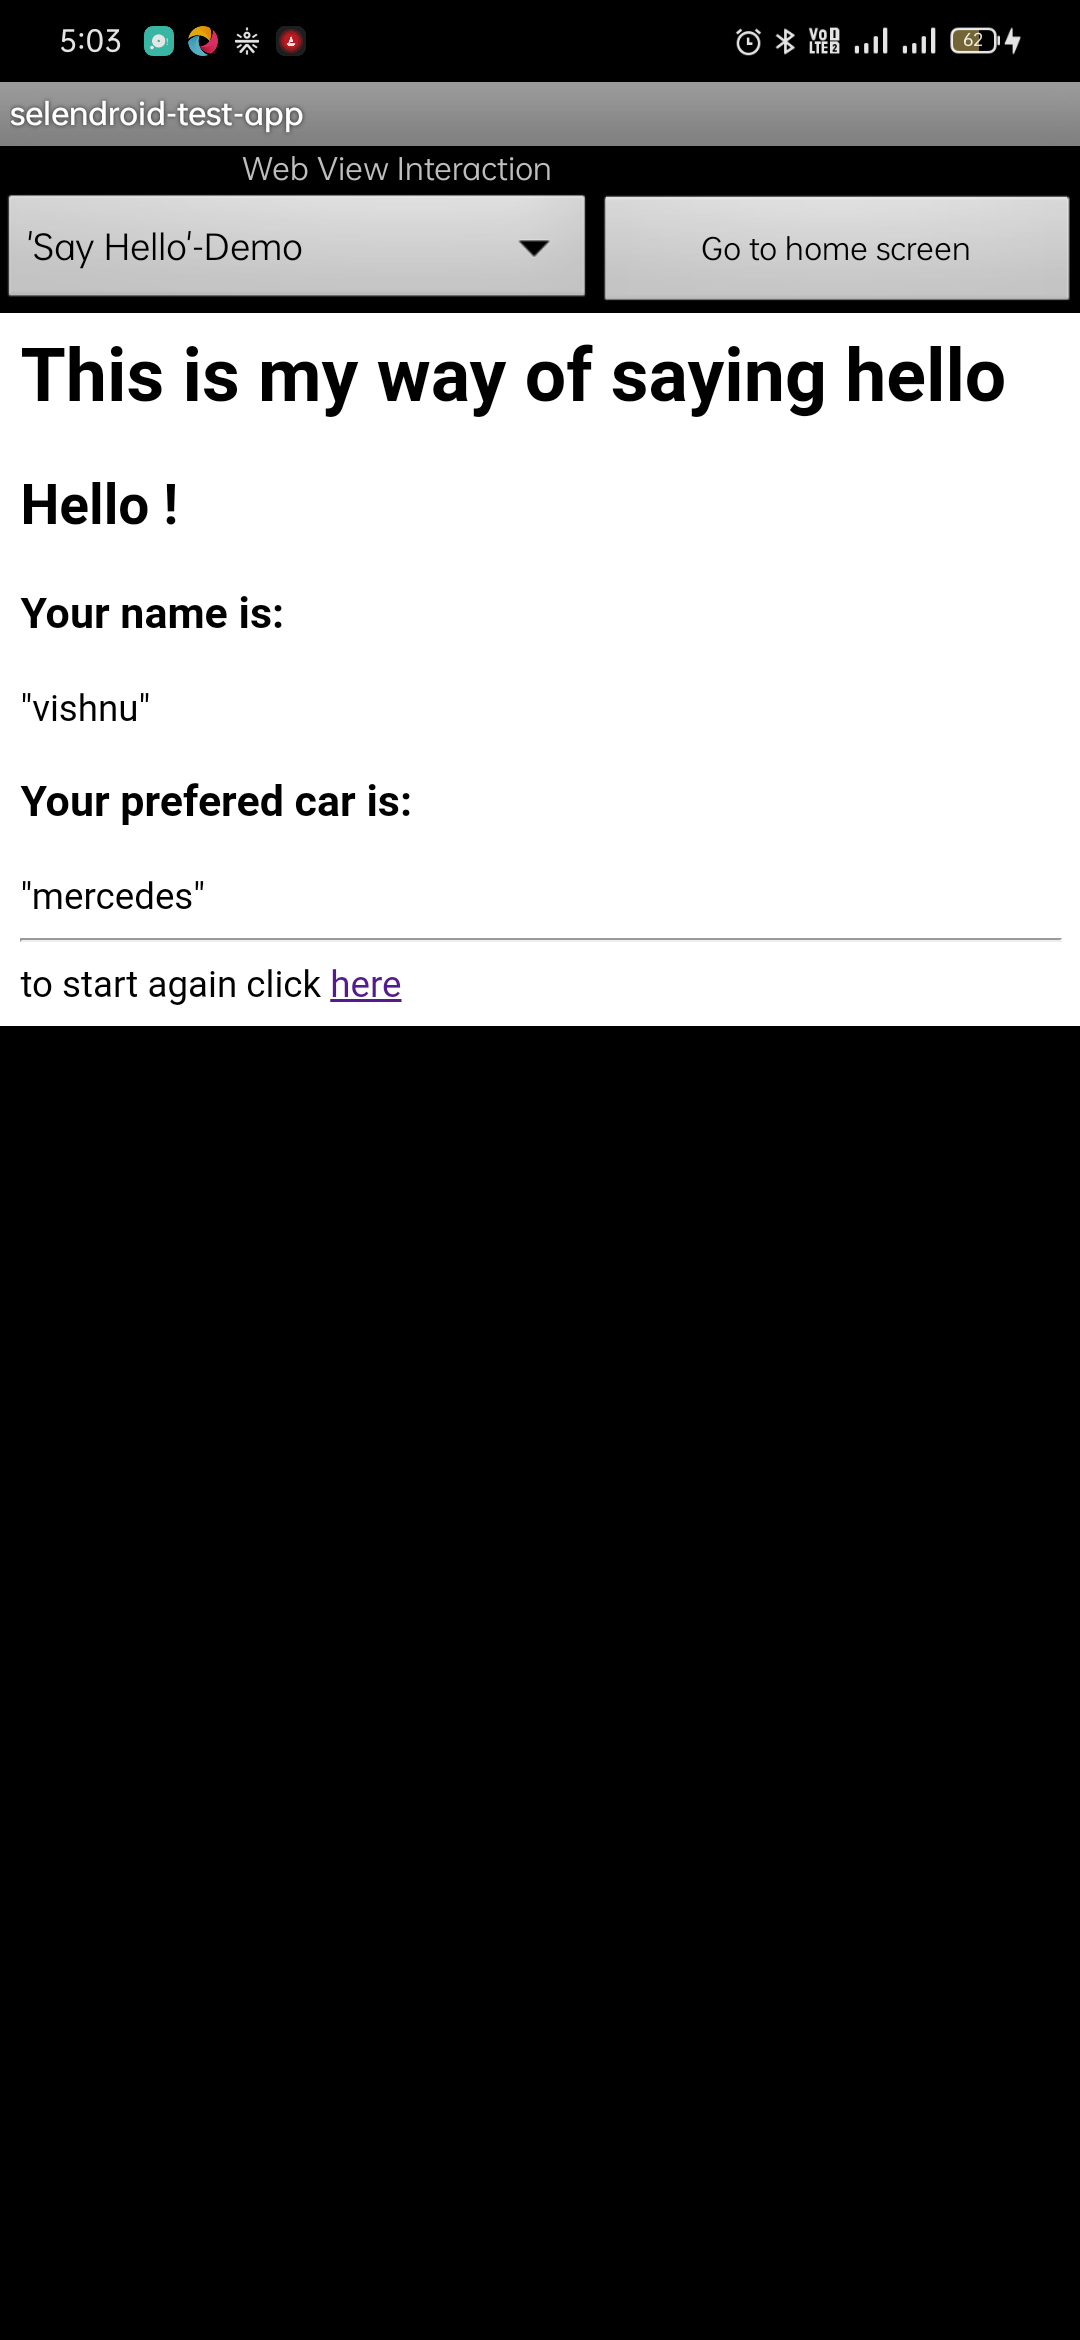 5:03
VoD LTE2
62
selendroid-test-app
Web View Interaction
'Say Hello'-Demo
Go to home screen
This is my way of saying hello
Hello !
Your name is:
"vishnu"
Your prefered car is:
"mercedes"
to start again click here